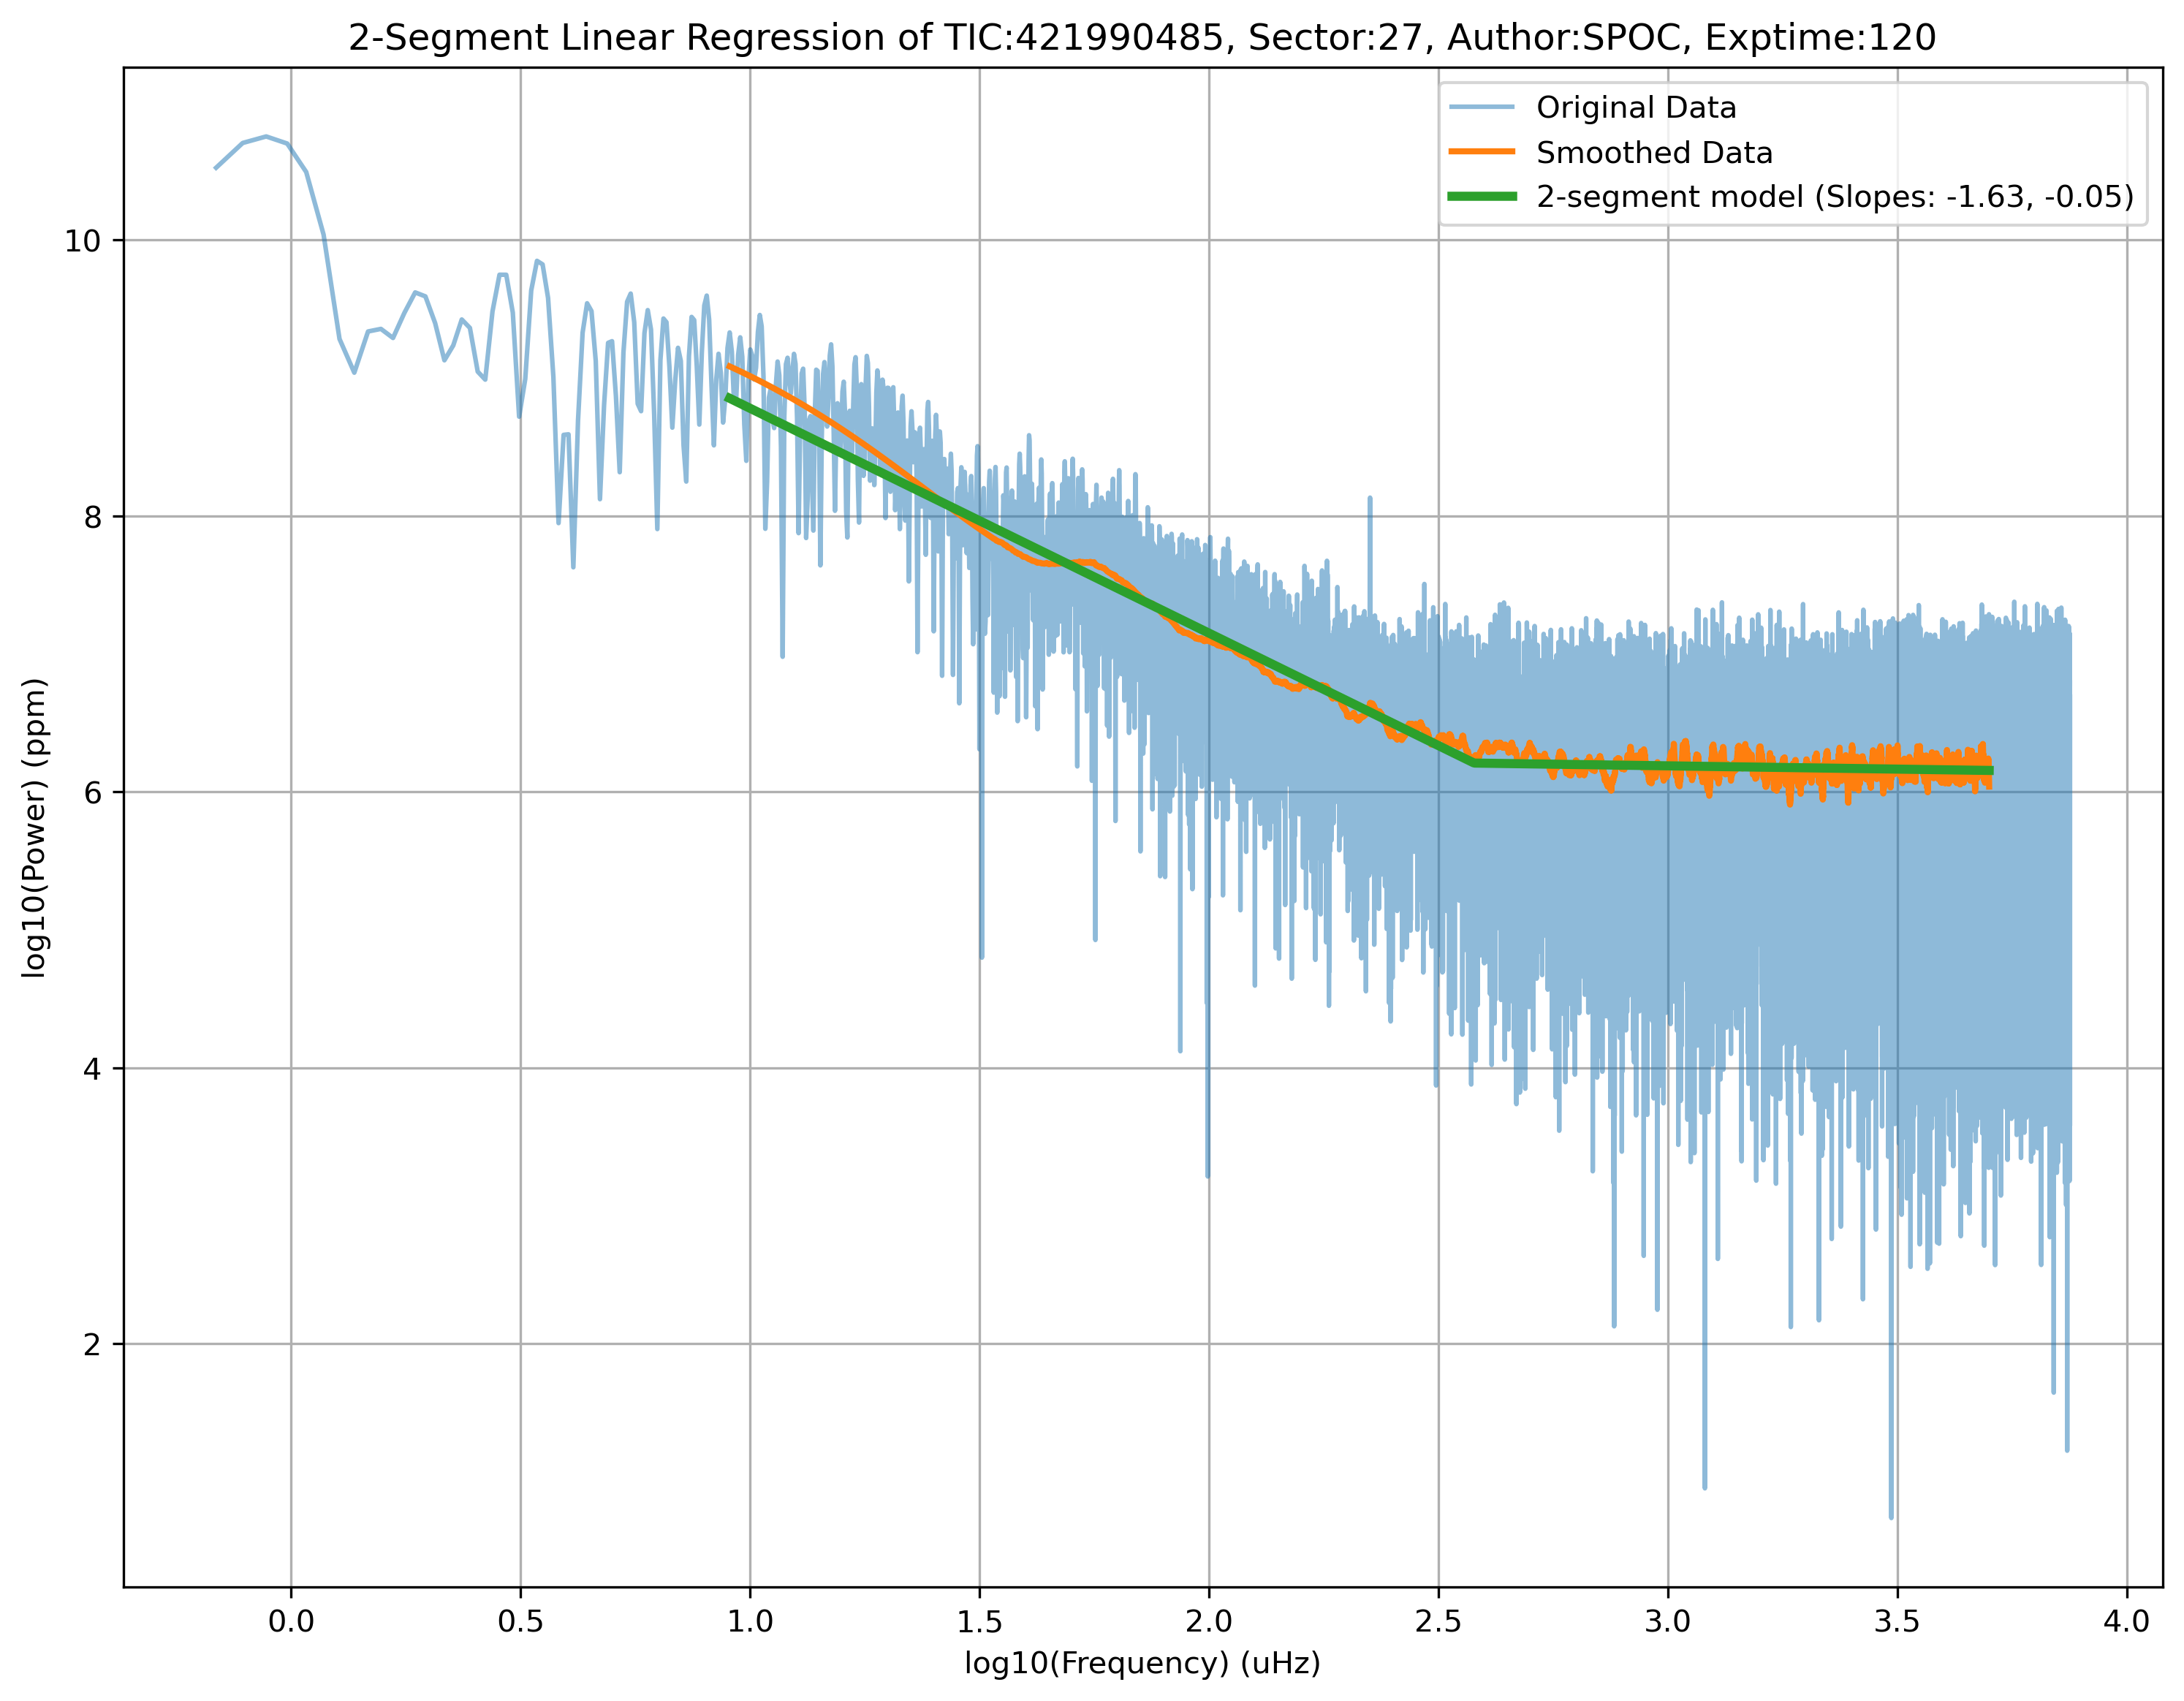 2-Segment Linear Regression of TIC:421990485, Sector:27, Author:SPOC, Exptime:120
Original Data
Smoothed Data
2-segment model (Slopes: -1.63, -0.05)
log10(Power) (ppm)
10
8
6
4
2
0.0 0.5 1.0 1.5 2.0 2.5 3.0 3.5 4.0
log10(Frequency) (uHz)